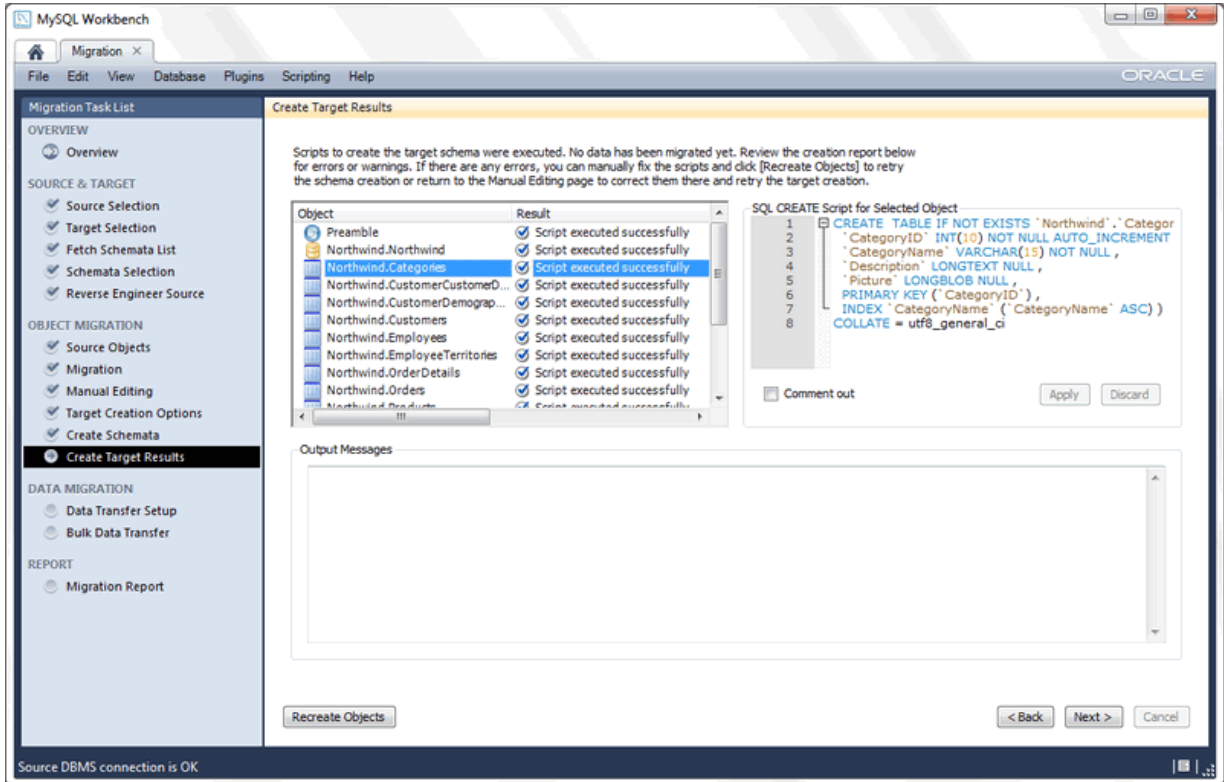 MySQL Workbench
Migration
File Edit View Database Plugins Scripting Help
ORACLE
Migration Task List
OVERVIEW
Overview
SOURCE & TARGET
Source Selection
Target Selection
Fetch Schemata List
Schemata Selection
Reverse Engineer Source
OBJECT MIGRATION
Source Objects
Migration
Manual Editing
Target Creation Options
Create Schemata
Create Target Results
DATA MIGRATION
Data Transfer Setup
Bulk Data Transfer
REPORT
Migration Report
Create Target Results
Scripts to create the target schema were executed. No data has been migrated yet. Review the creation report below
for errors or warnings. If there are any errors, you can manually fix the scripts and click [Recreate Objects] to retry
the schema creation or return to the Manual Editing page to correct them there and retry the target creation.
Object Result
Preamble Script executed successfully
Northwind.Northwind Script executed successfully
Northwind.Categories Script executed successfully
Northwind.CustomerCustomerD... Script executed successfully
Northwind.CustomerDemograp... Script executed successfully
Northwind.Customers Script executed successfully
Northwind.Employees Script executed successfully
Northwind.EmployeeTerritories Script executed successfully
Northwind.OrderDetails Script executed successfully
Northwind.Orders Script executed successfully
Northwind.Products Script executed successfully
SQL CREATE Script for Selected Object
1 CREATE TABLE IF NOT EXISTS `Northwind`.`Categor
2 `CategoryID` INT(10) NOT NULL AUTO_INCREMENT
3 `CategoryName` VARCHAR(15) NOT NULL ,
4 `Description` LONGTEXT NULL ,
5 `Picture` LONGBLOB NULL ,
6 PRIMARY KEY (`CategoryID`) ,
7 INDEX `CategoryName` (`CategoryName` ASC) )
8 COLLATE = utf8_general_ci
Comment out
Apply Discard
Output Messages
Recreate Objects
< Back Next > Cancel
Source DBMS connection is OK